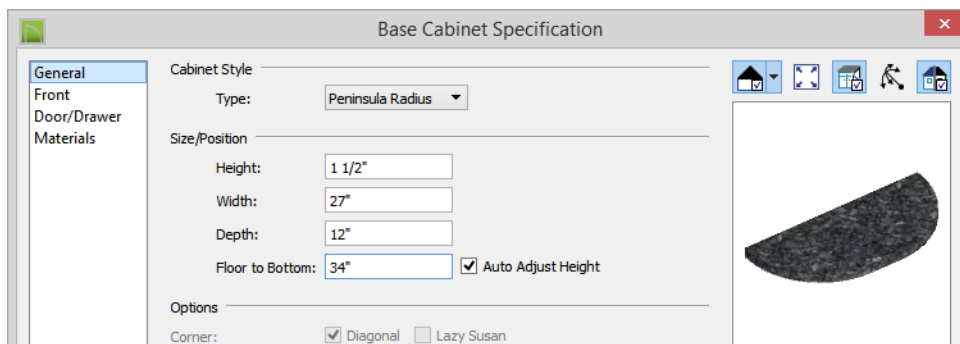 Base Cabinet Specification
General
Front
Door/Drawer
Materials
Cabinet Style
Type: Peninsula Radius
Size/Position
Height: 1 1/2"
Width: 27"
Depth: 12"
Floor to Bottom: 34" Auto Adjust Height
Options
Corner: Diagonal Lazy Susan